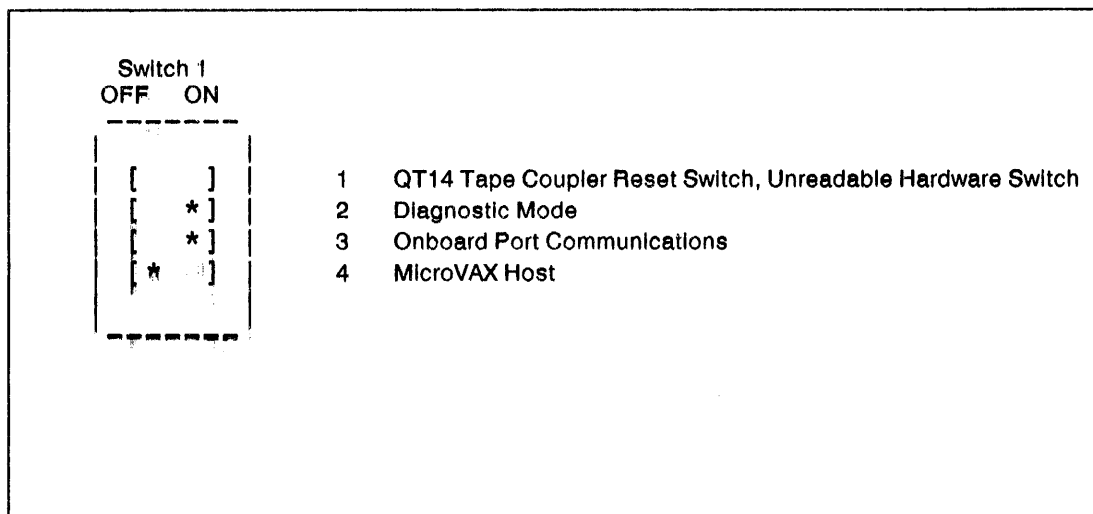 Switch 1
OFF ON
[ ] 1 QT14 Tape Coupler Reset Switch, Unreadable Hardware Switch
[ *] 2 Diagnostic Mode
[ *] 3 Onboard Port Communications
[* ] 4 MicroVAX Host